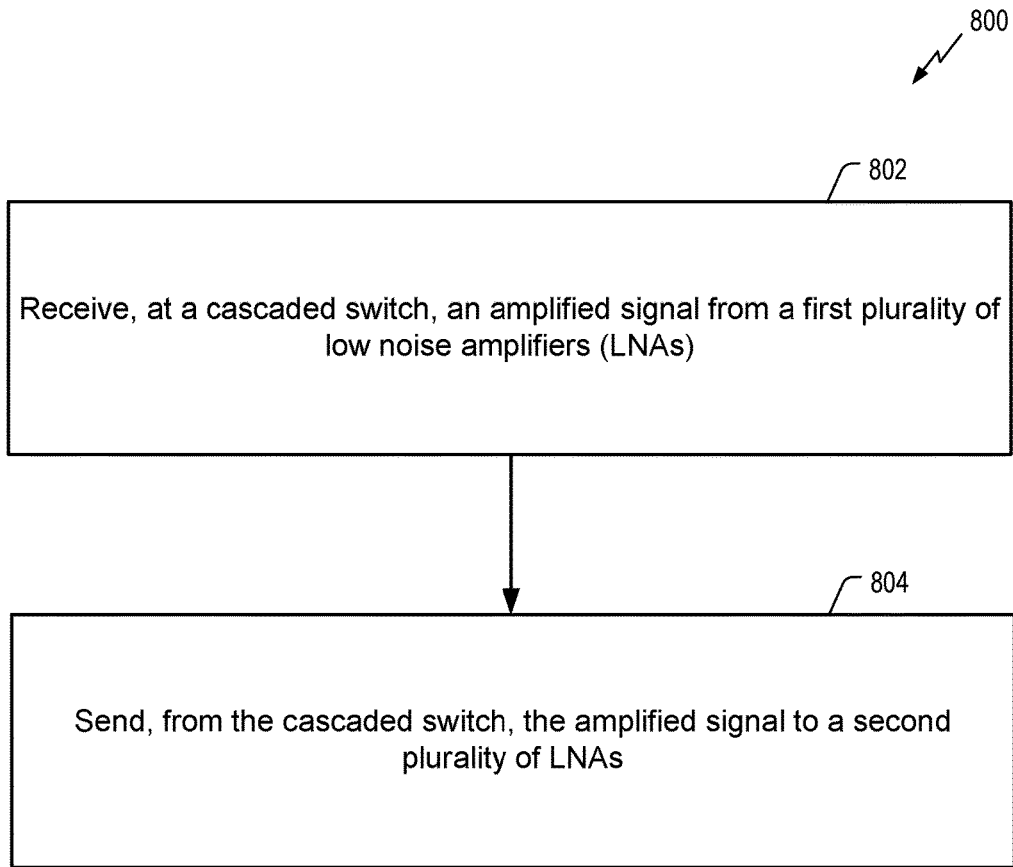 800
802
Receive, at a cascaded switch, an amplified signal from a first plurality of
low noise amplifiers (LNAs)
804
Send, from the cascaded switch, the amplified signal to a second
plurality of LNAs